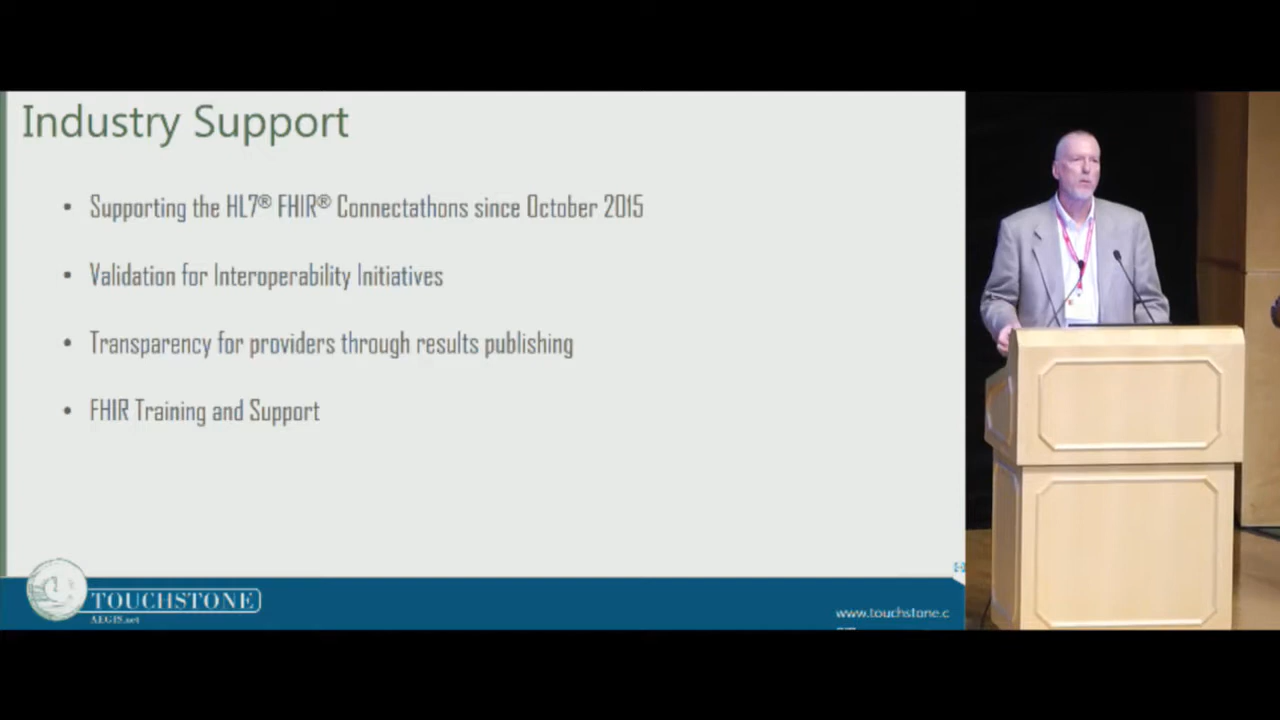 Industry Support
• Supporting the HL7® FHIR® Connectathons since October 2015
• Validation for Interoperability Initiatives
• Transparency for providers through results publishing
• FHIR Training and Support
TOUCHSTONE
AEGIS.net
www.touchstone.c